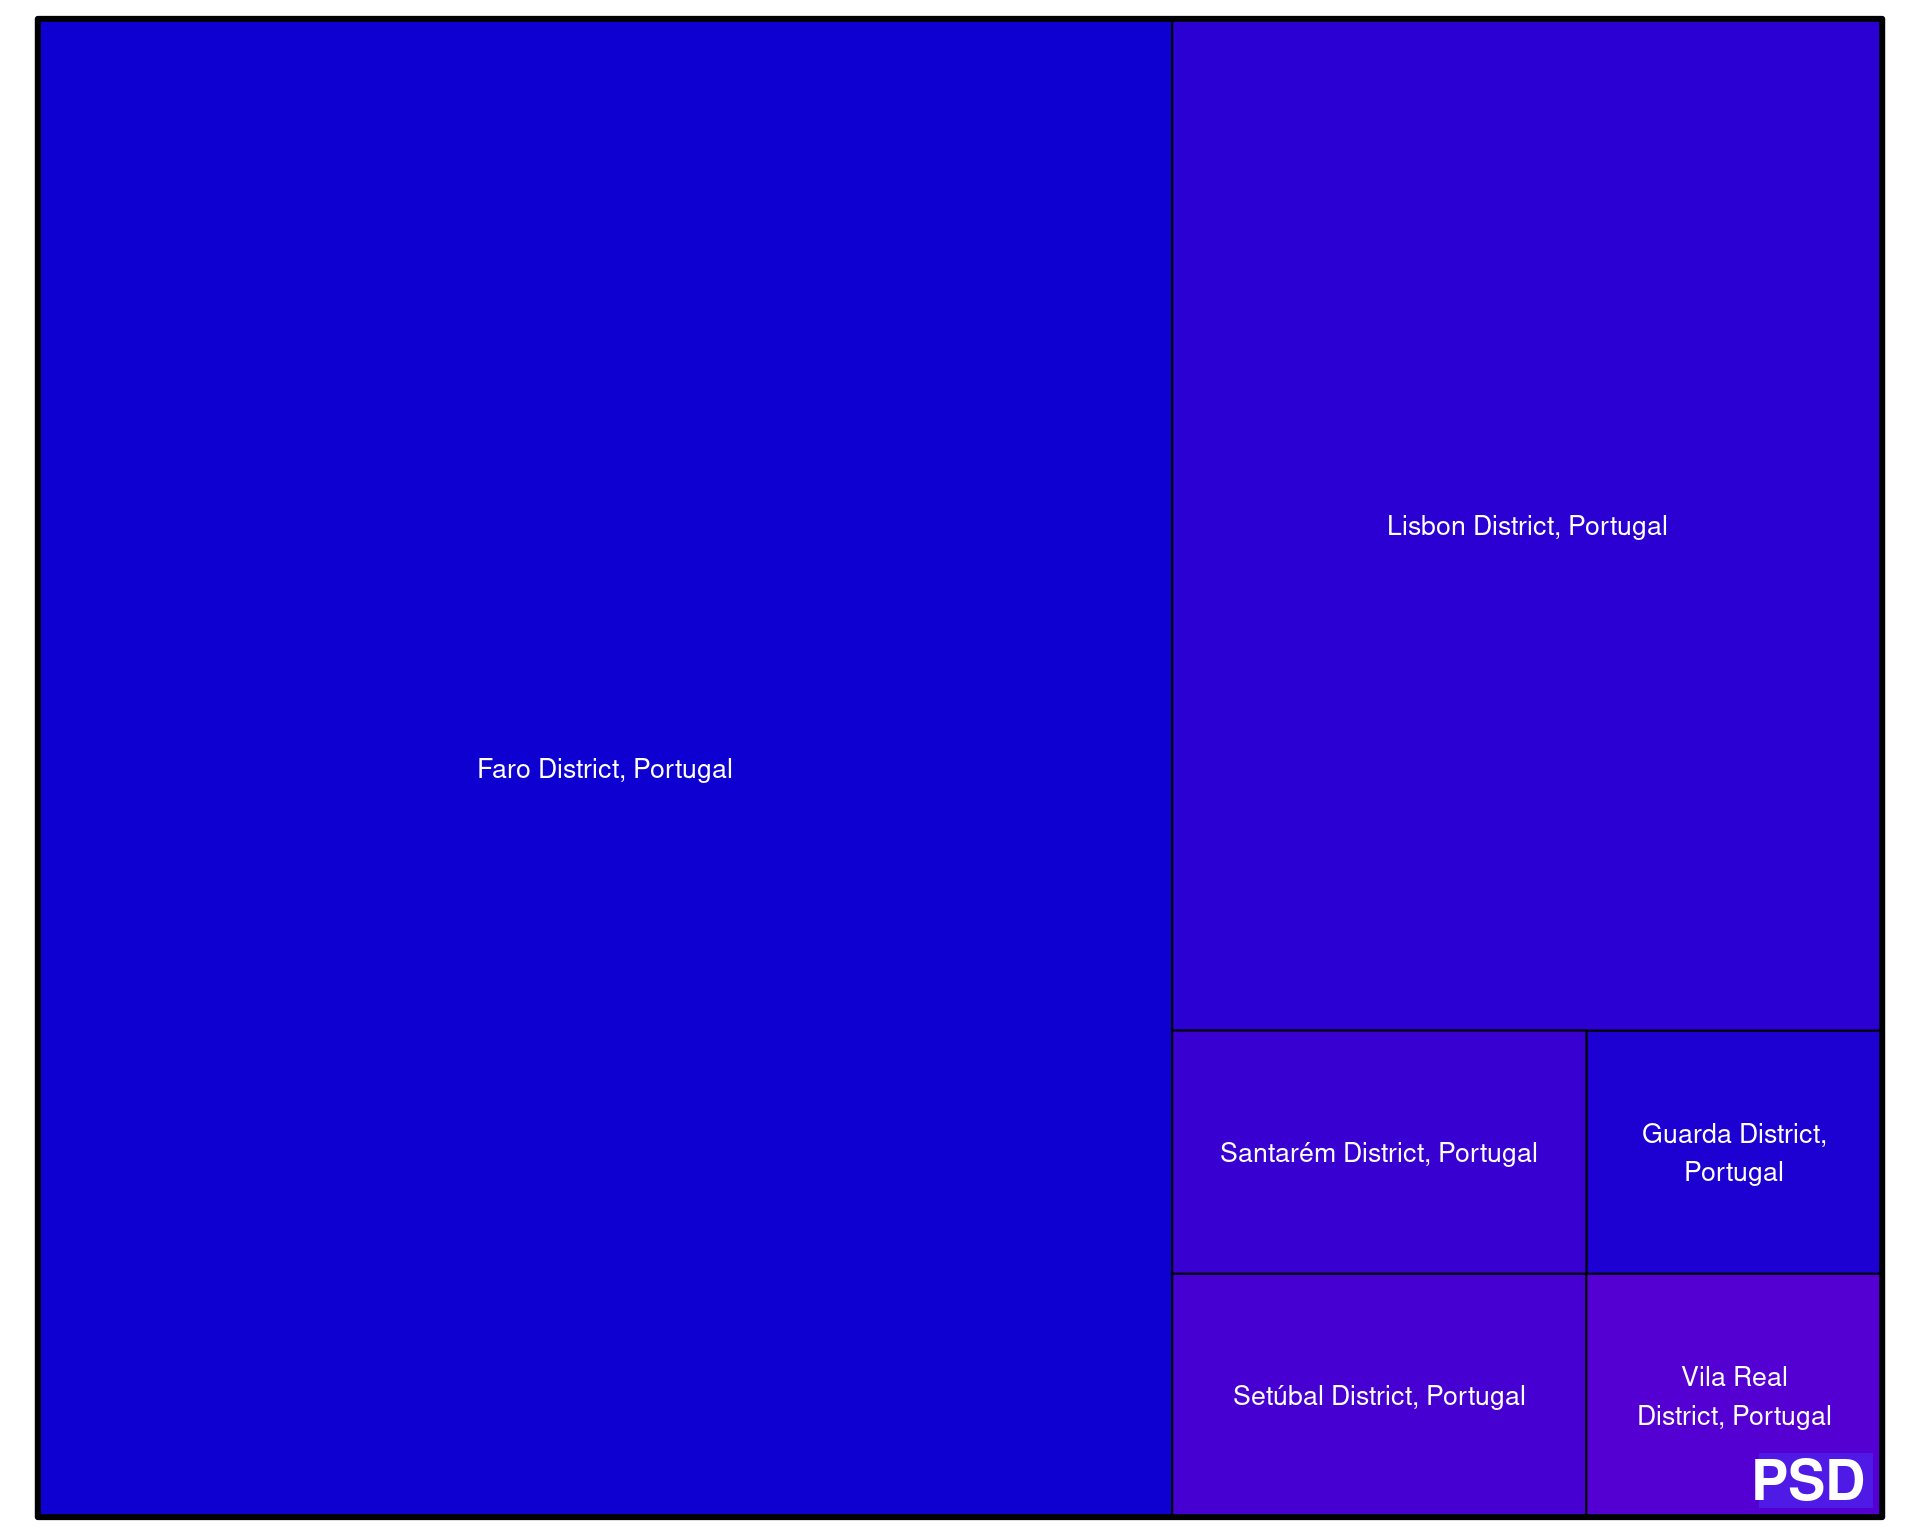 Faro District, Portugal
Lisbon District, Portugal
Santarém District, Portugal
Guarda District,
Portugal
Setúbal District, Portugal
Vila Real
District, Portugal
PSD